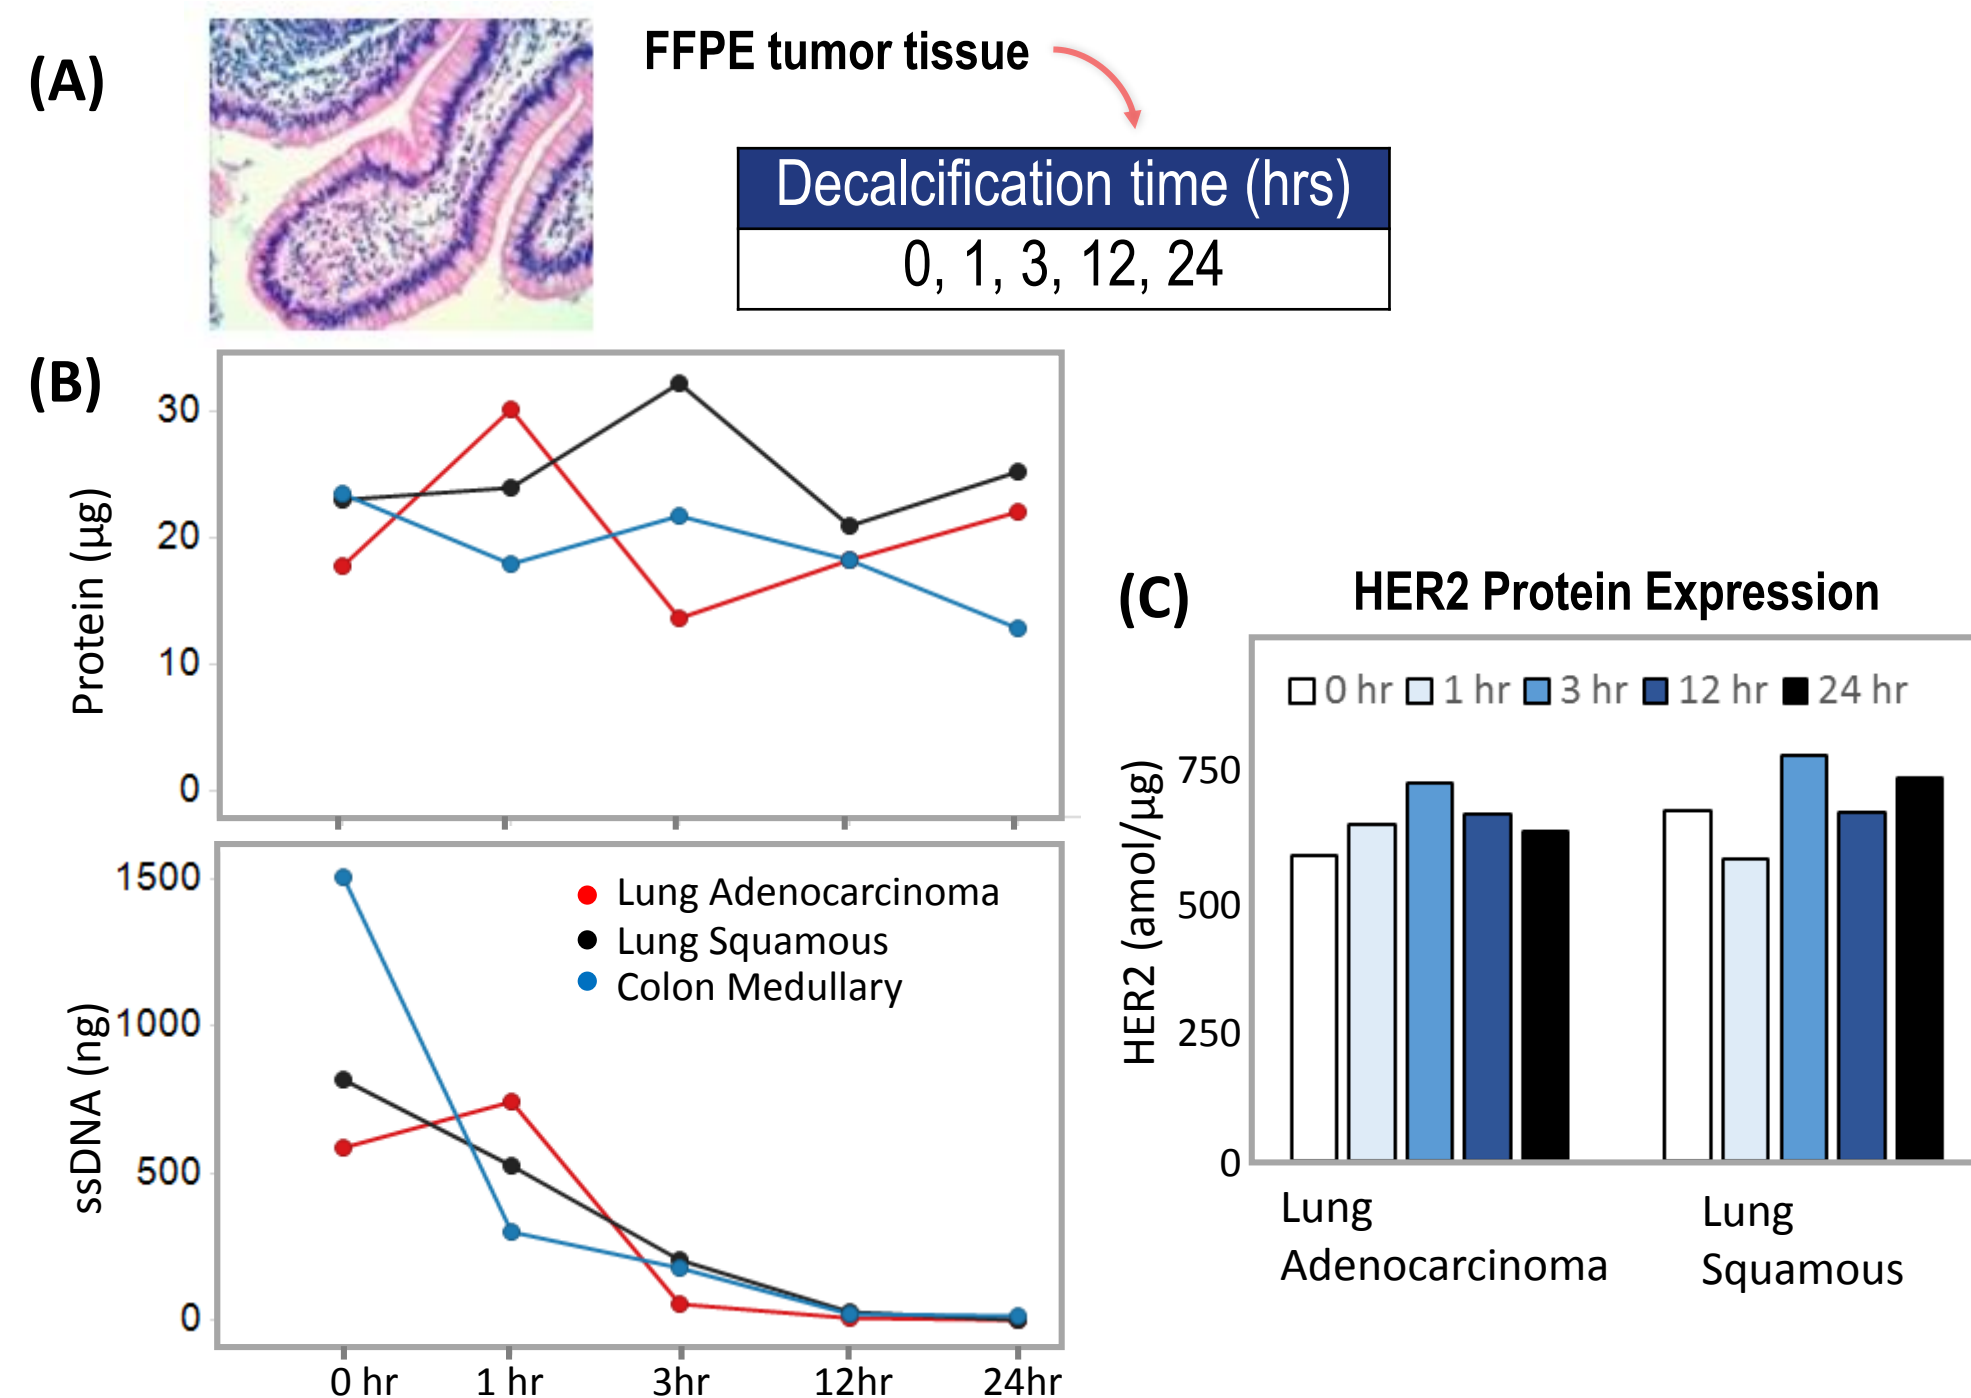 (A)
FFPE tumor tissue
Decalcification time (hrs)
0, 1, 3, 12, 24
(B)
Protein (µg)
30
20
10
0
ssDNA (ng)
1500
1000
500
0
Lung Adenocarcinoma
Lung Squamous
Colon Medullary
0 hr 1 hr 3hr 12hr 24hr
(C)
HER2 Protein Expression
0 hr 1 hr 3 hr 12 hr 24 hr
HER2 (amol/µg)
750
500
250
0
Lung
Adenocarcinoma
Lung
Squamous